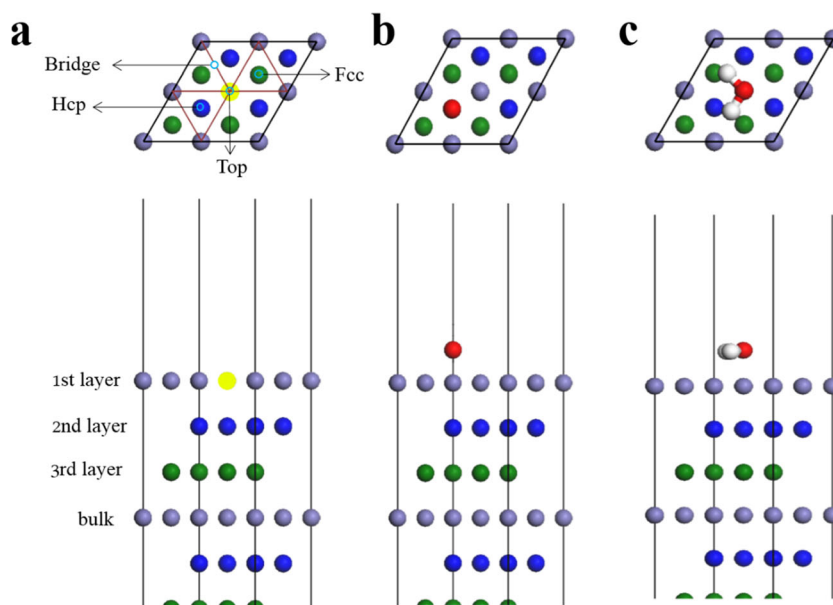 a
b
c
Bridge
Fcc
Hcp
Top
1st layer
2nd layer
3rd layer
bulk